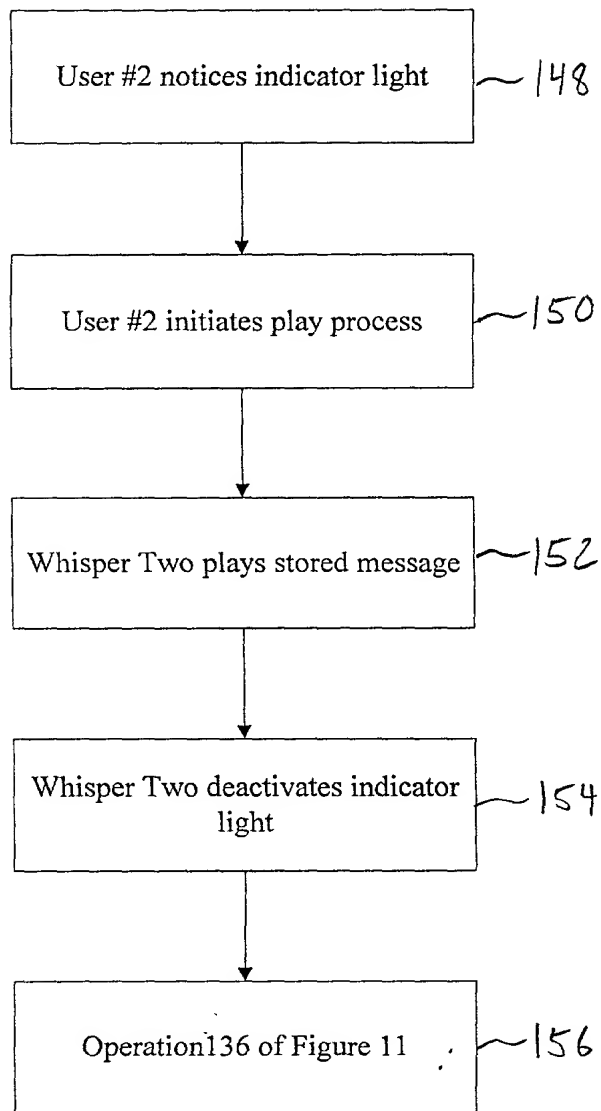 User #2 notices indicator light
148
User #2 initiates play process
150
Whisper Two plays stored message
152
Whisper Two deactivates indicator
light
154
Operation136 of Figure 11
156